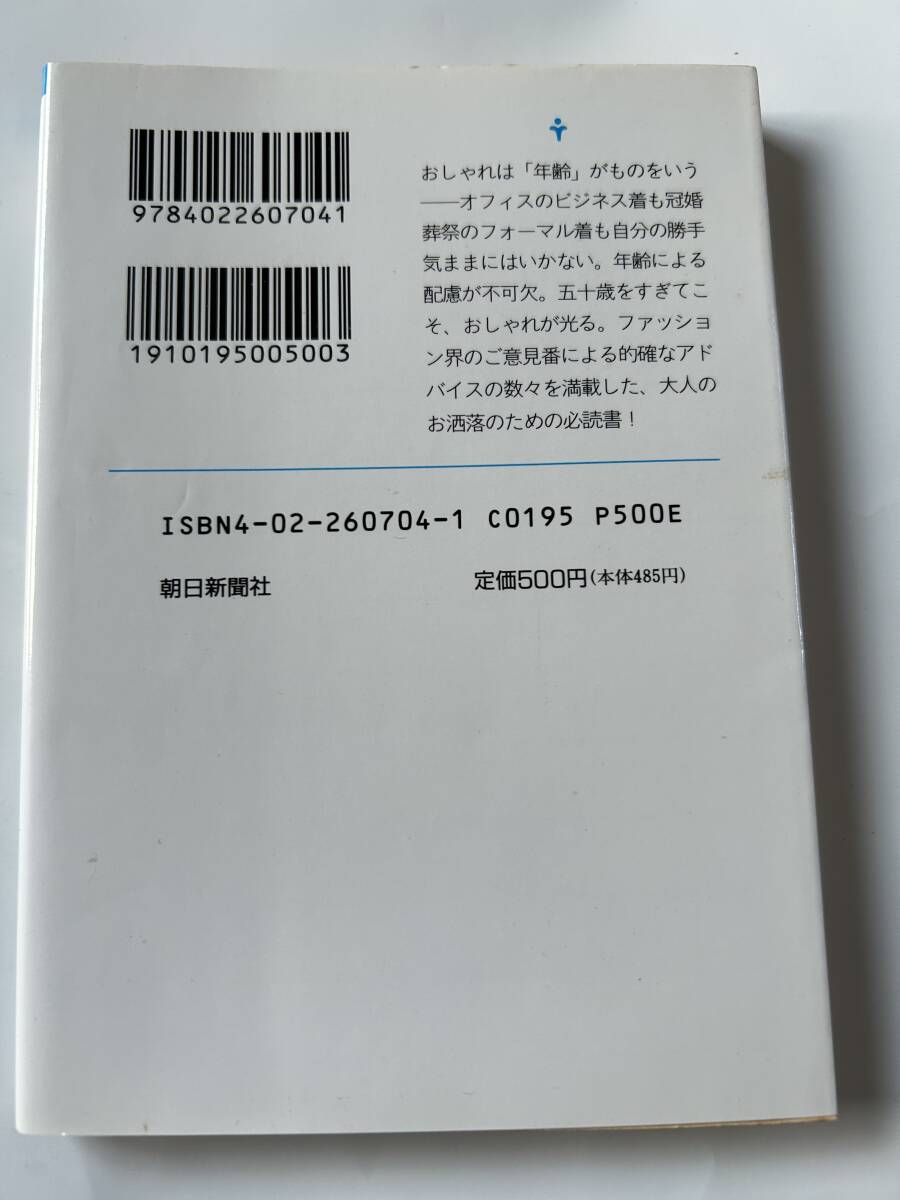 9784022607041
1910195005003
おしゃれは「年齢」がものをいう
――オフィスのビジネス着も冠婚
葬祭のフォーマル着も自分の勝手
気ままにはいかない。年齢による
配慮が不可欠。五十歳をすぎてこ
そ、おしゃれが光る。ファッショ
ン界のご意見番による的確なアド
バイスの数々を満載した、大人の
お洒落のための必読書！
ISBN4-02-260704-1 C0195 P500E
朝日新聞社
定価500円(本体485円)